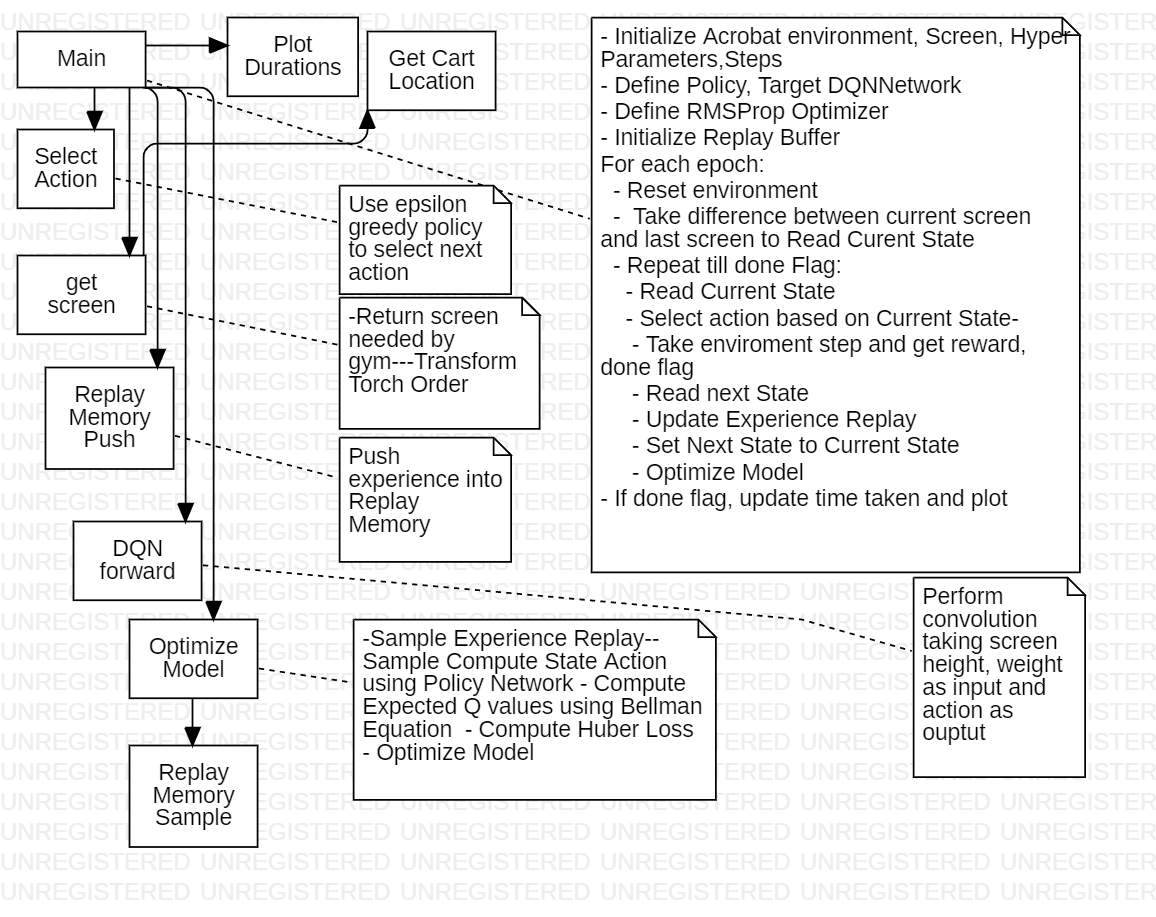 Main
Plot
Durations
Get Cart
Location
Select
Action
get
screen
Replay
Memory
Push
DQN
forward
Optimize
Model
Replay
Memory
Sample
Use epsilon
greedy policy
to select next
action
-Return screen
needed by
gym---Transform
Torch Order
Push
experience into
Replay
Memory
-Sample Experience Replay--
Sample Compute State Action
using Policy Network - Compute
Expected Q values using Bellman
Equation  - Compute Huber Loss
- Optimize Model
- Initialize Acrobat environment, Screen, Hyper
Parameters,Steps
- Define Policy, Target DQNNetwork
- Define RMSProp Optimizer
- Initialize Replay Buffer
For each epoch:
- Reset environment
-  Take difference between current screen
and last screen to Read Curent State
- Repeat till done Flag:
- Read Current State
- Select action based on Current State-
- Take enviroment step and get reward,
done flag
- Read next State
- Update Experience Replay
- Set Next State to Current State
- Optimize Model
- If done flag, update time taken and plot
Perform
convolution
taking screen
height, weight
as input and
action as
ouptut
UNREGISTERED